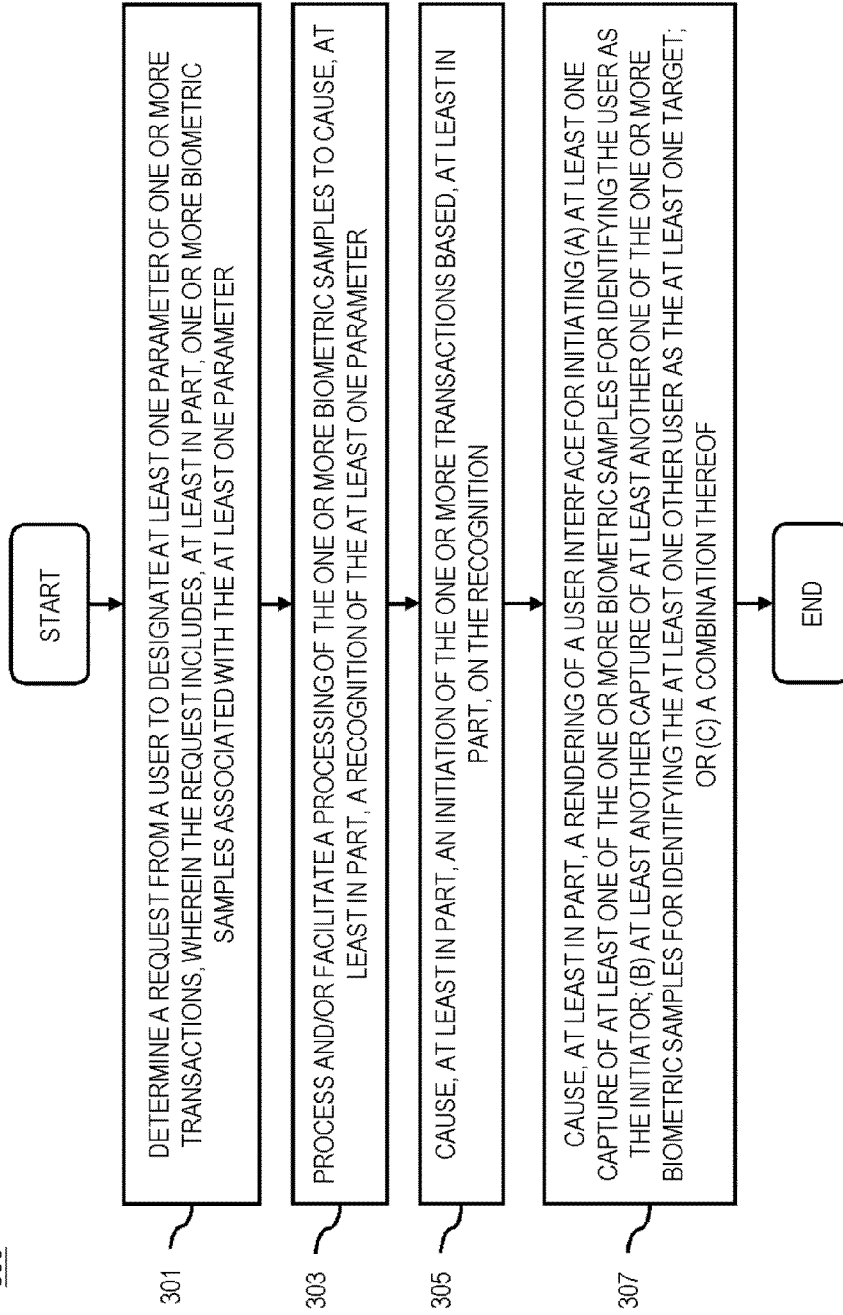 START
301
DETERMINE A REQUEST FROM A USER TO DESIGNATE AT LEAST ONE PARAMETER OF ONE OR MORE
TRANSACTIONS, WHEREIN THE REQUEST INCLUDES, AT LEAST IN PART, ONE OR MORE BIOMETRIC
SAMPLES ASSOCIATED WITH THE AT LEAST ONE PARAMETER
303
PROCESS AND/OR FACILITATE A PROCESSING OF THE ONE OR MORE BIOMETRIC SAMPLES TO CAUSE, AT
LEAST IN PART, A RECOGNITION OF THE AT LEAST ONE PARAMETER
305
CAUSE, AT LEAST IN PART, AN INITIATION OF THE ONE OR MORE TRANSACTIONS BASED, AT LEAST IN
PART, ON THE RECOGNITION
307
CAUSE, AT LEAST IN PART, A RENDERING OF A USER INTERFACE FOR INITIATING (A) AT LEAST ONE
CAPTURE OF AT LEAST ONE OF THE ONE OR MORE BIOMETRIC SAMPLES FOR IDENTIFYING THE USER AS
THE INITIATOR; (B) AT LEAST ANOTHER CAPTURE OF AT LEAST ANOTHER ONE OF THE ONE OR MORE
BIOMETRIC SAMPLES FOR IDENTIFYING THE AT LEAST ONE OTHER USER AS THE AT LEAST ONE TARGET;
OR (C) A COMBINATION THEREOF
END